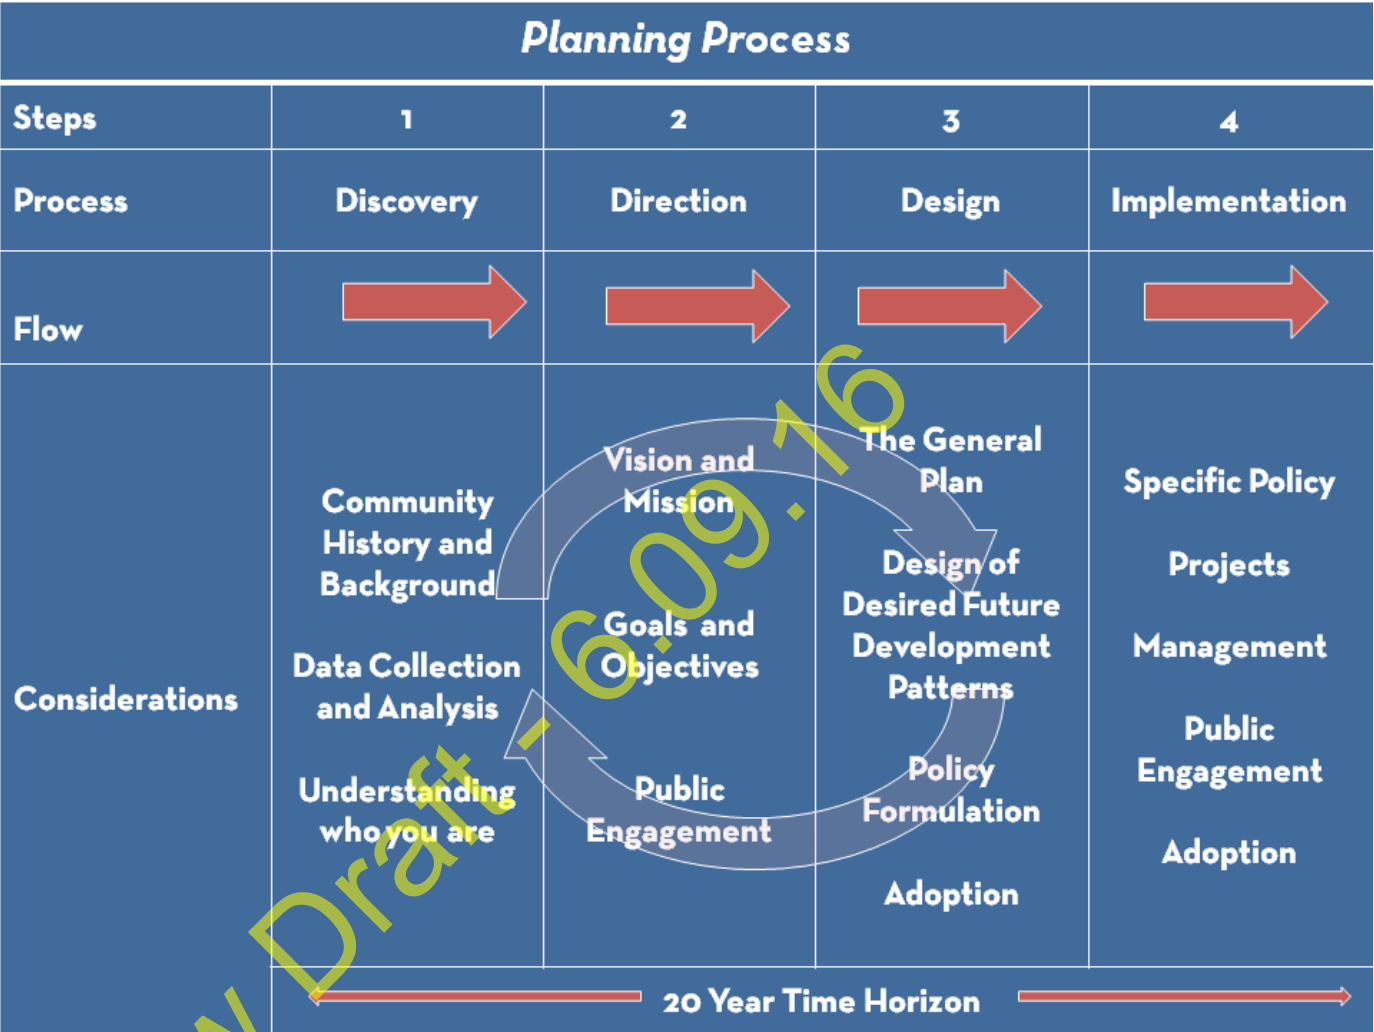 Planning Process
Steps 1 2 3 4
Process Discovery Direction Design Implementation
Flow
Considerations
Community
History and
Background
Data Collection
and Analysis
Understanding
who you are
Vision and
Mission
Goals and
Objectives
Public
Engagement
The General
Plan
Design of
Desired Future
Development
Patterns
Policy
Formulation
Adoption
Specific Policy
Projects
Management
Public
Engagement
Adoption
20 Year Time Horizon
Draft - 6.09.16